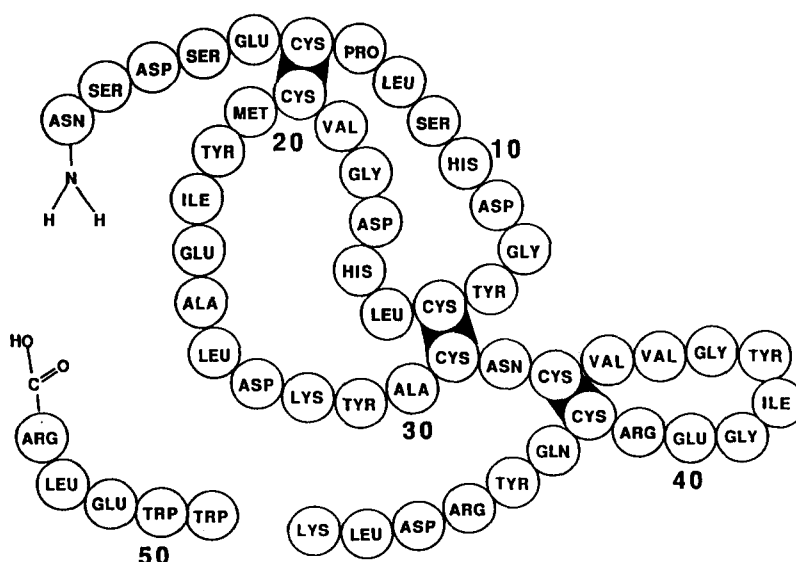 ASN
SER
ASP
SER
GLU
CYS
PRO
LEU
SER
HIS
10
ASP
GLY
TYR
CYS
LEU
HIS
ASP
GLY
VAL
CYS
20
MET
TYR
ILE
GLU
ALA
LEU
ASP
LYS
TYR
ALA
30
CYS
ASN
CYS
VAL
VAL
GLY
TYR
ILE
GLY
GLU
40
ARG
CYS
GLN
TYR
ARG
ASP
LEU
LYS
TRP
TRP
50
GLU
LEU
ARG
N
H
H
HO
C
O